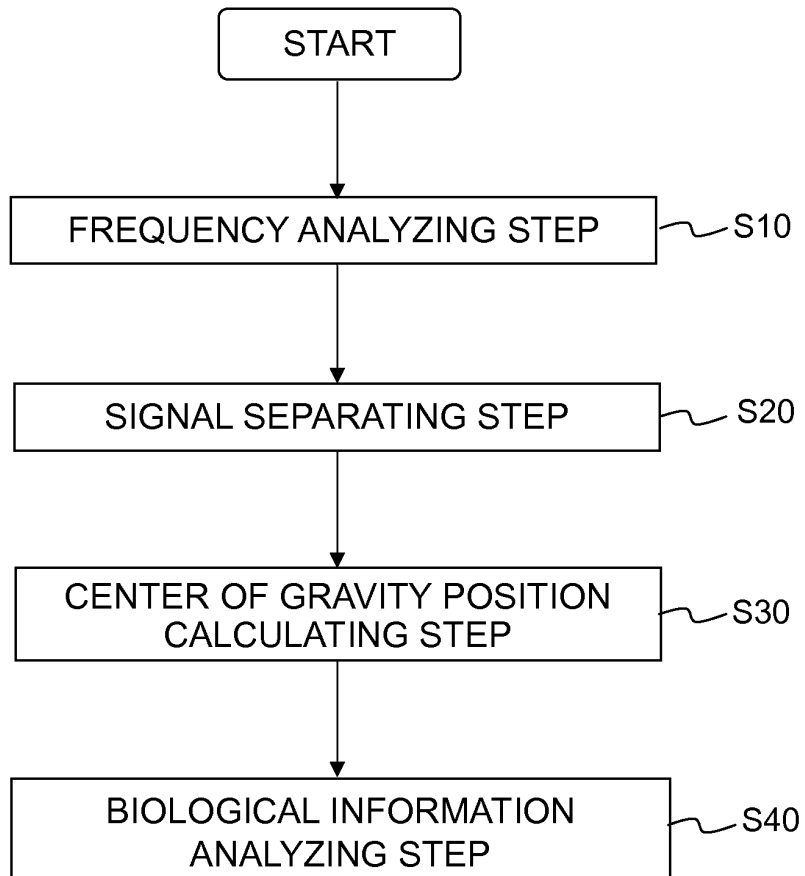 START
FREQUENCY ANALYZING STEP
S10
SIGNAL SEPARATING STEP
S20
CENTER OF GRAVITY POSITION
CALCULATING STEP
S30
BIOLOGICAL INFORMATION
ANALYZING STEP
S40